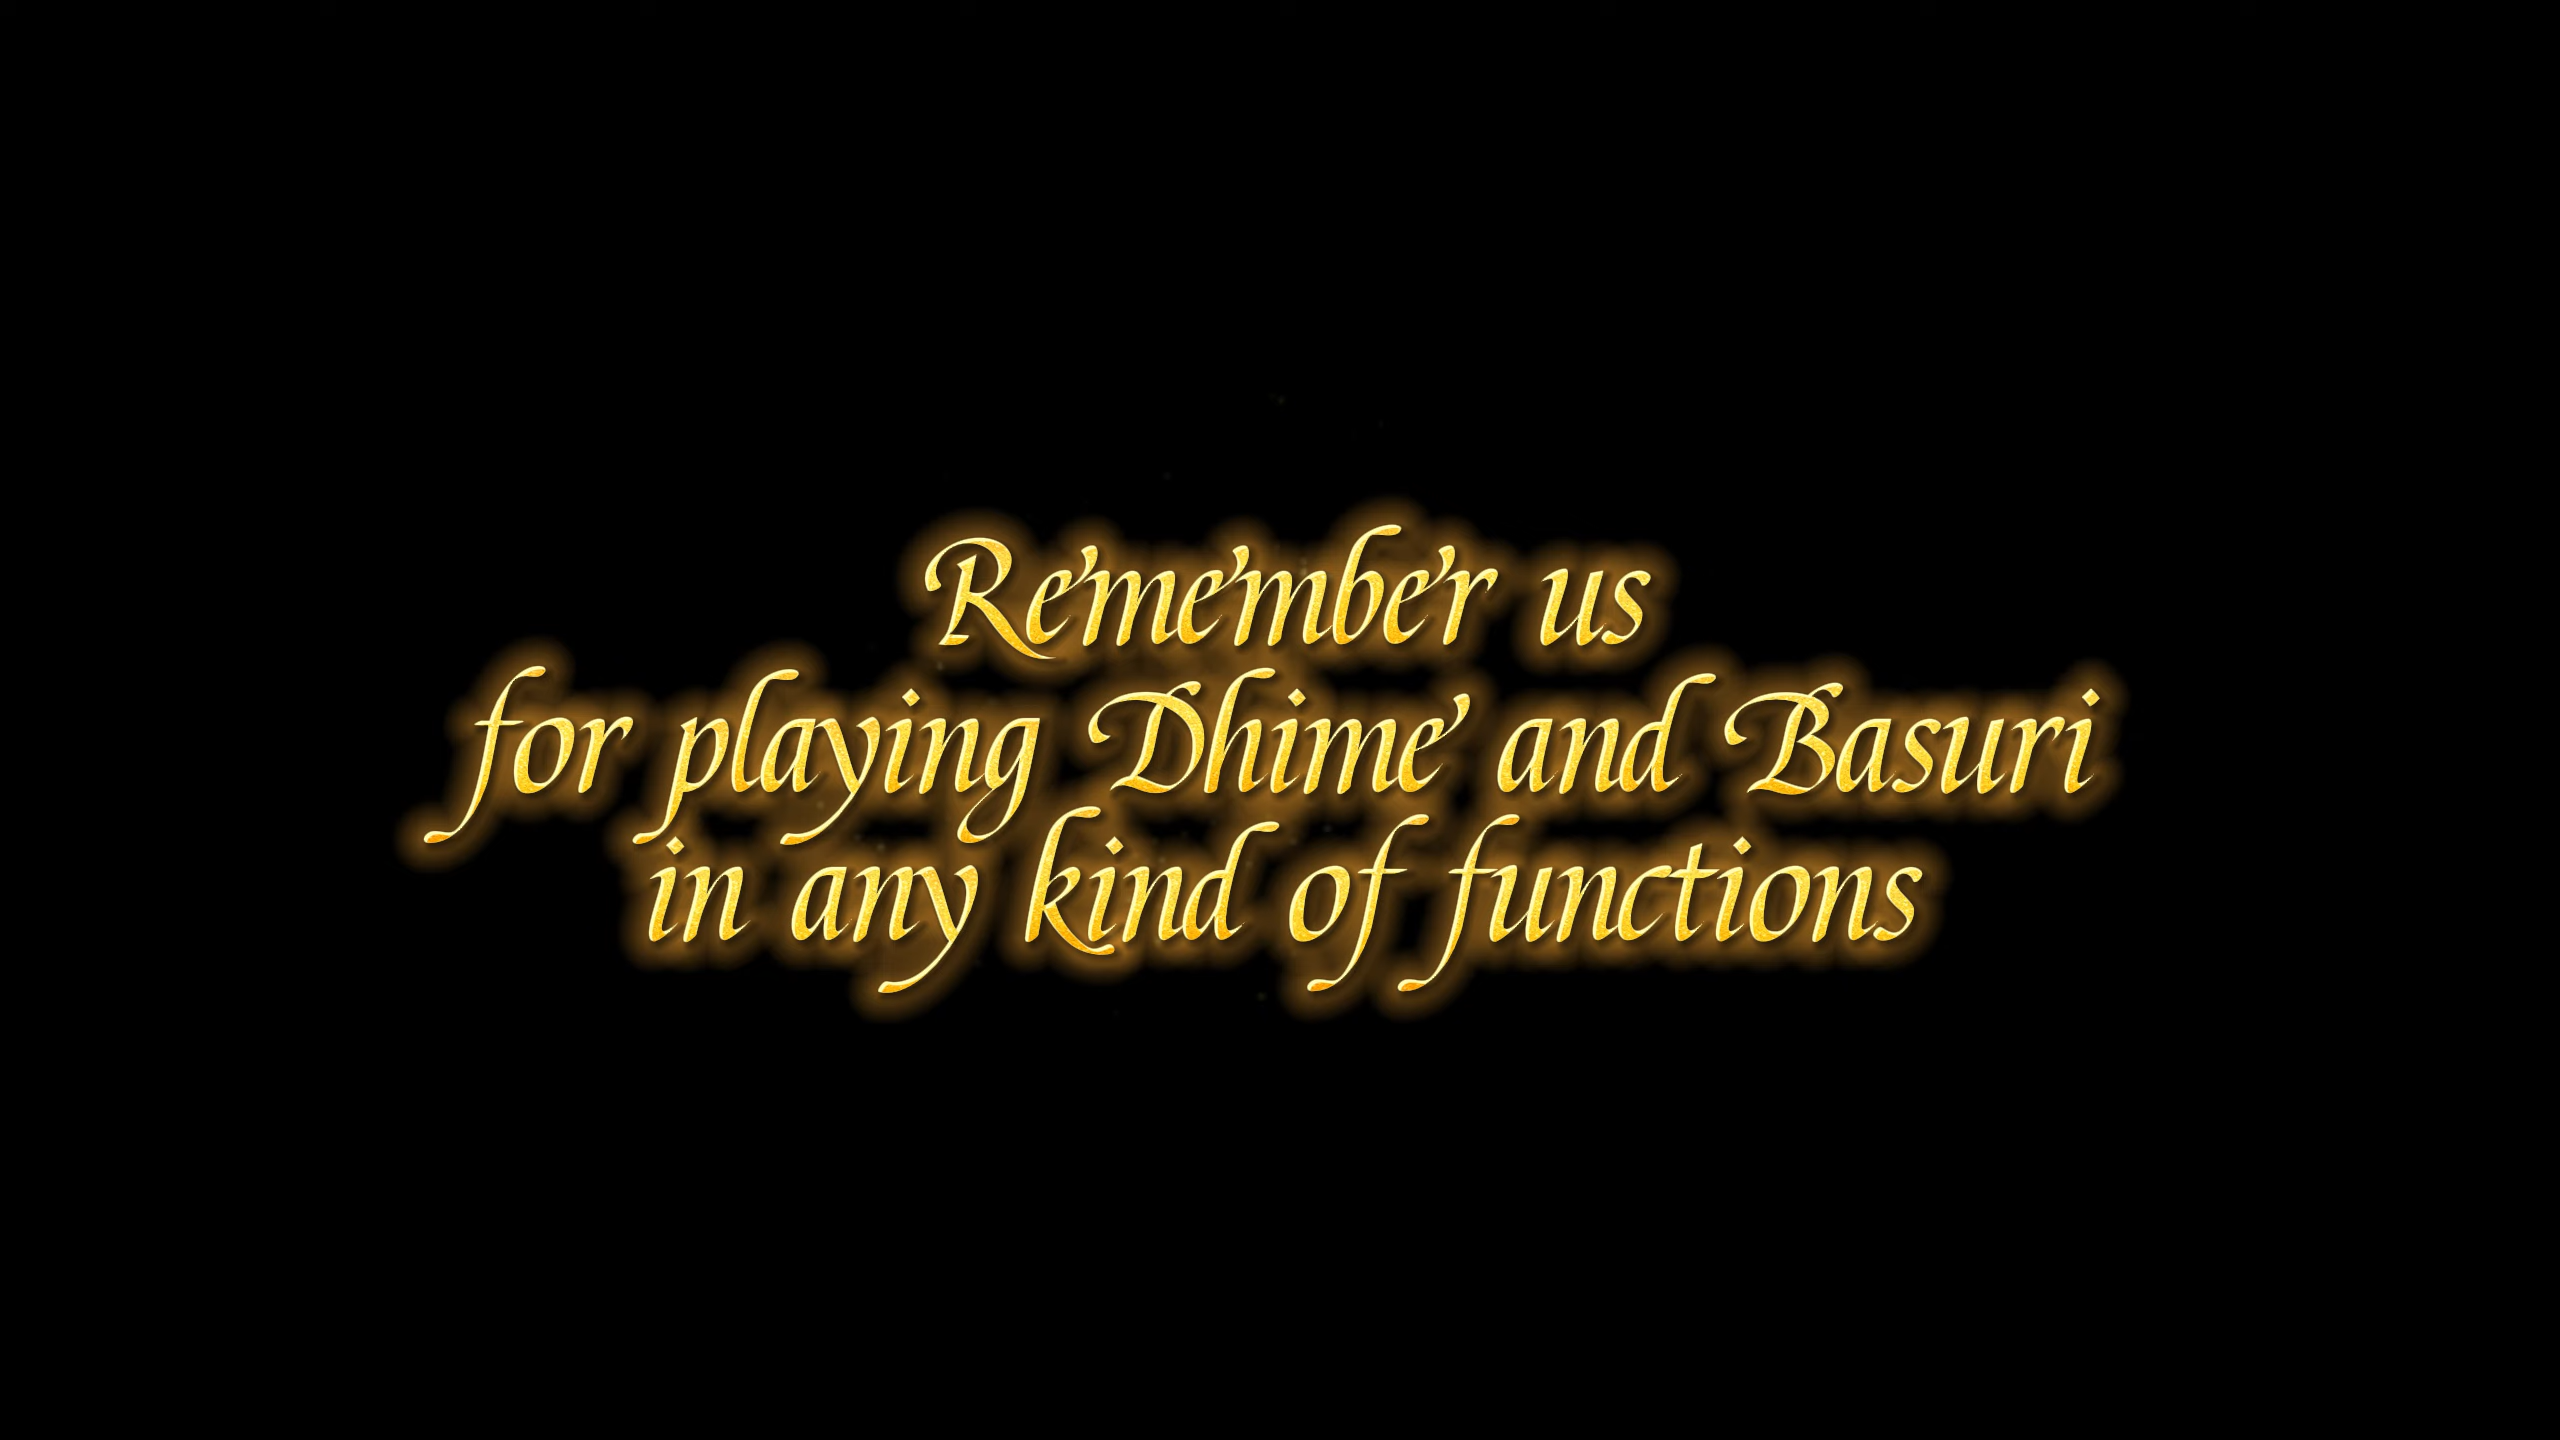 Remember us
for playing Dhime and Basuri
in any kind of functions